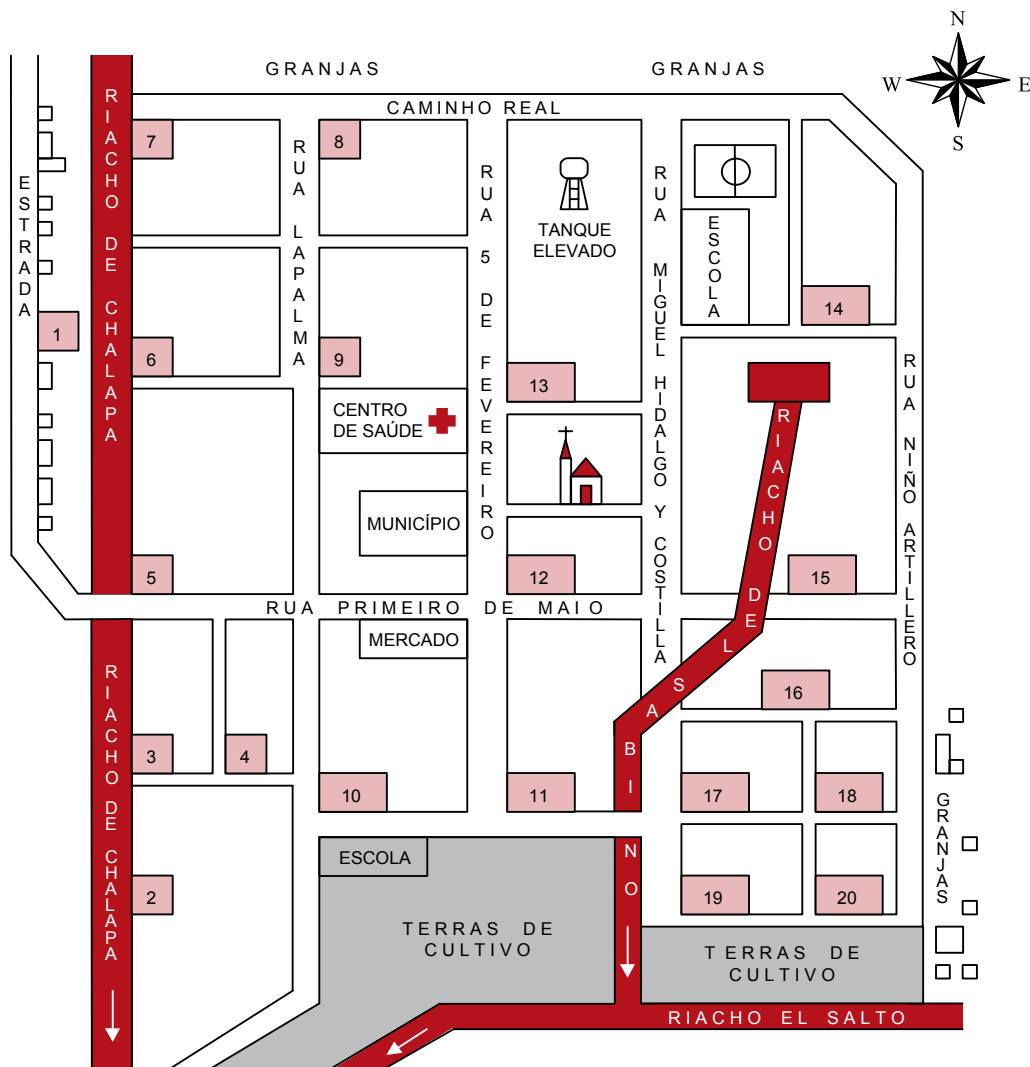 N
W
E
S
GRANJAS
GRANJAS
CAMINHO REAL
ESTRADA
RIACHO DE CHALAPA
7
RUA LAPALMA
8
RUA 5 DE FEVEREIRO
TANQUE
ELEVADO
RUA MIGUEL HIDALGO Y COSTILLA
ESCOLA
14
1
6
9
13
RUA NIÑO ARTILLERO
CENTRO
DE SAÚDE
RIACHO DEL SABINO
MUNICÍPIO
5
12
15
RUA PRIMEIRO DE MAIO
MERCADO
RIACHO DE CHALAPA
16
3
4
10
11
17
18
GRANJAS
ESCOLA
2
19
20
TERRAS DE
CULTIVO
TERRAS DE
CULTIVO
RIACHO EL SALTO